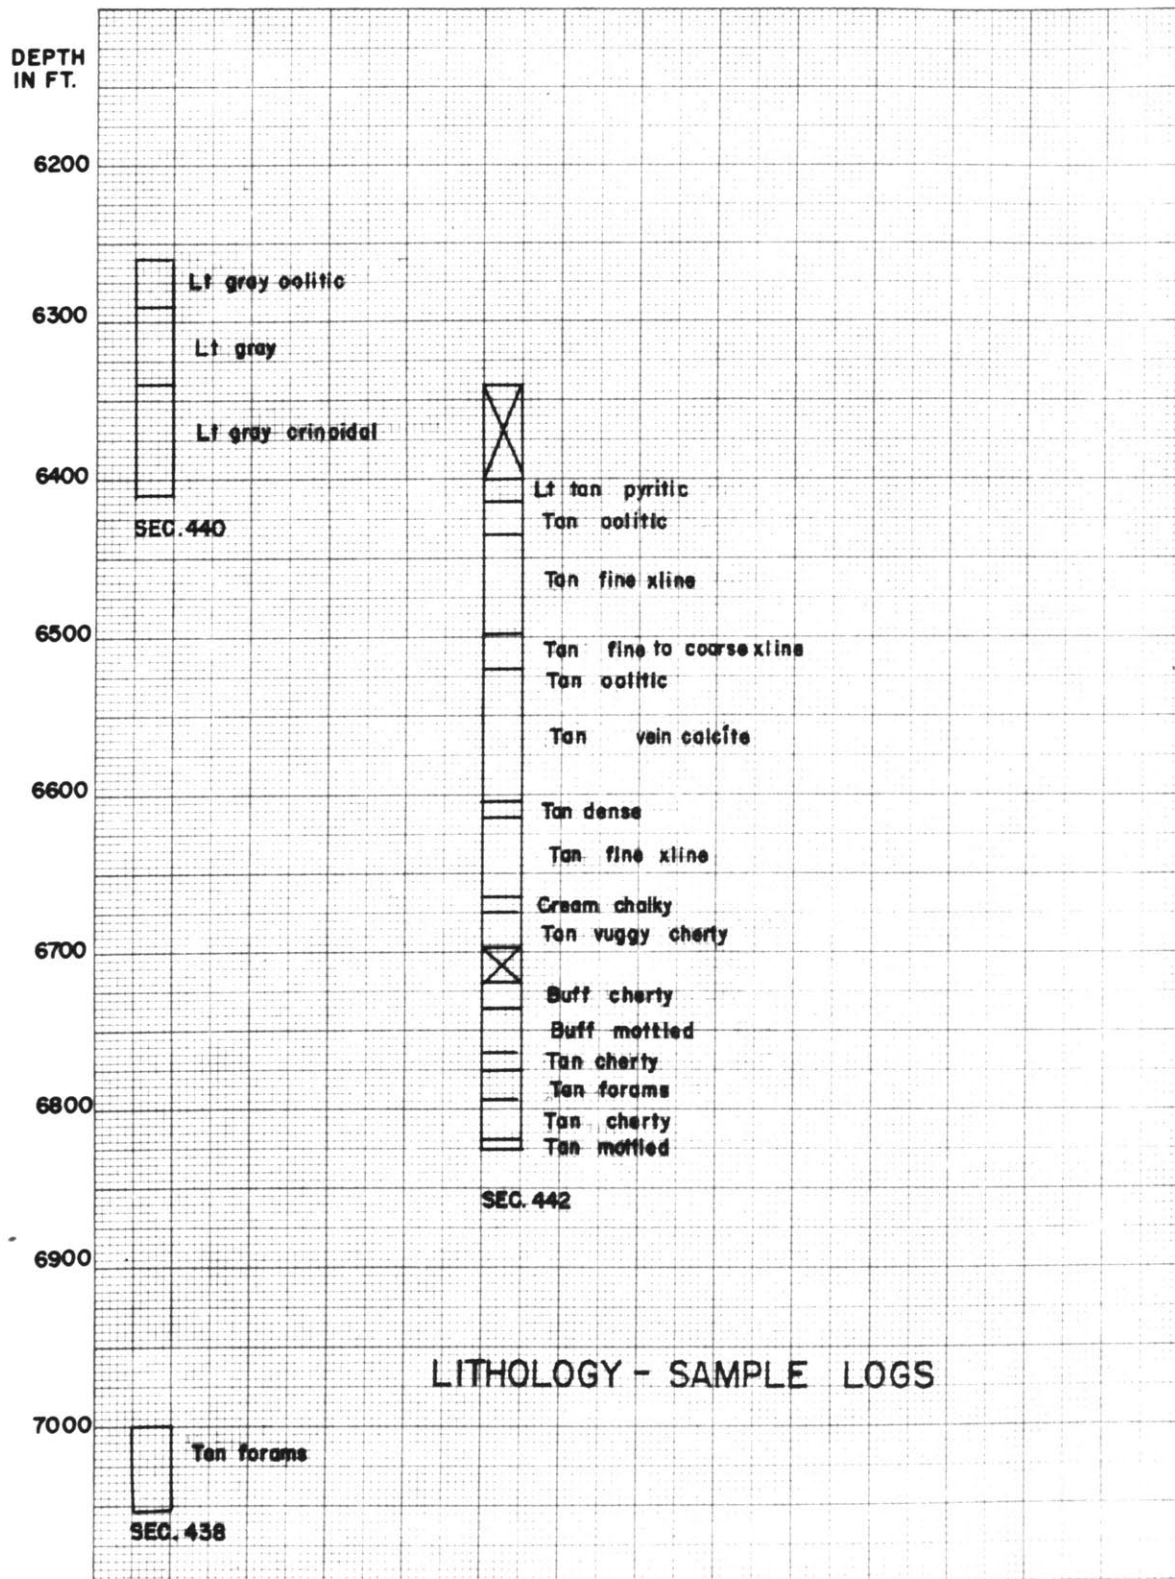 DEPTH
IN FT.
6200
Lt gray oolitic
6300
Lt gray
Lt gray crinoidal
6400
Lt tan pyritic
Tan oolitic
SEC. 440
Tan fine xline
6500
Tan fine to coarse xline
Tan oolitic
Tan vein calcite
6600
Tan dense
Tan fine xline
Cream chalky
Tan vuggy cherty
6700
Buff cherty
Buff mottled
Tan cherty
Tan forams
6800
Tan cherty
Tan mottled
SEC. 442
6900
LITHOLOGY - SAMPLE LOGS
7000
Tan forams
SEC. 438